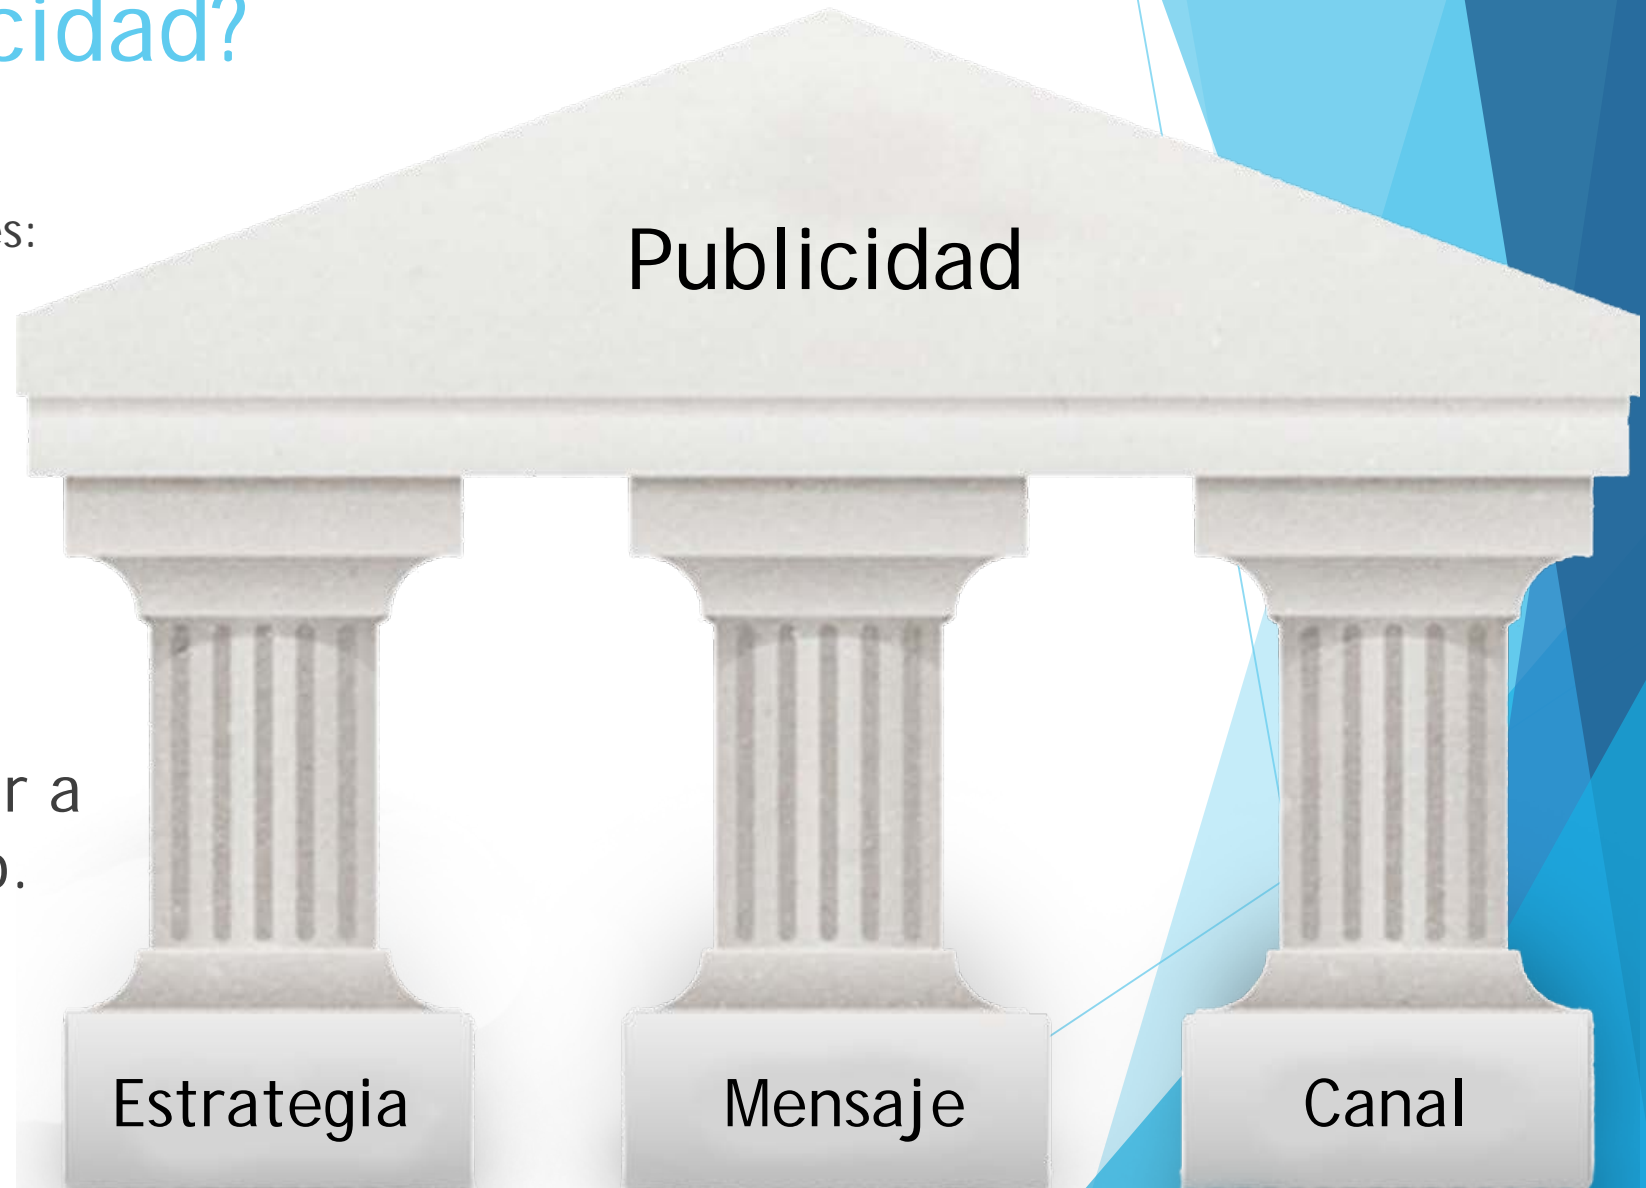 cidad?
s:
Publicidad
r a
.
Estrategia
Mensaje
Canal